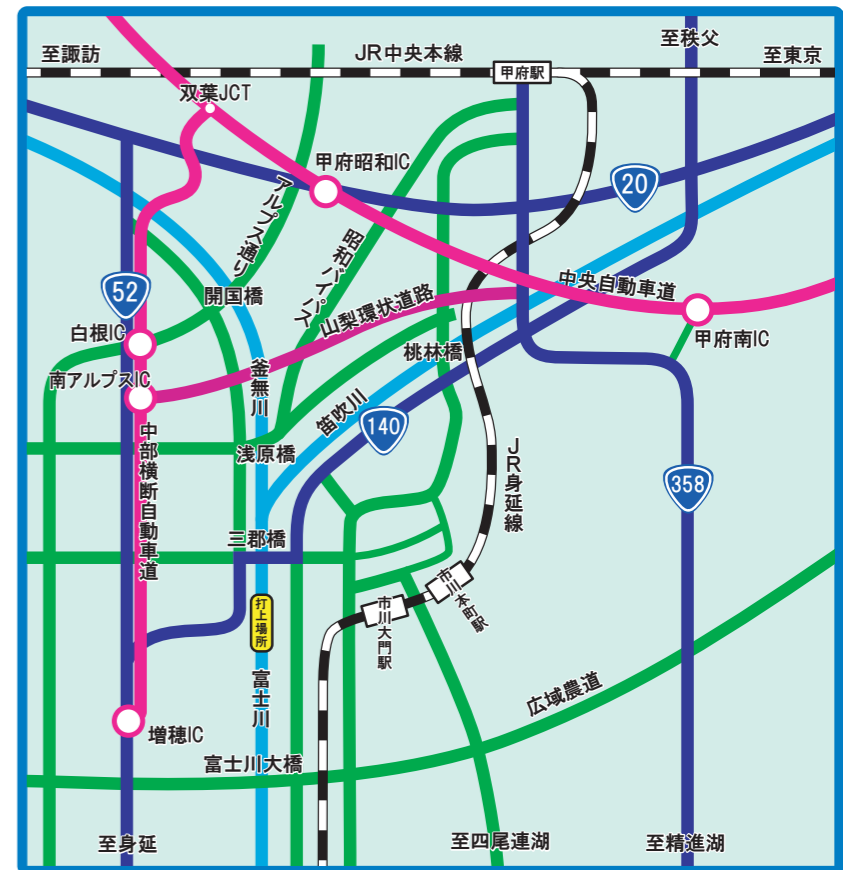 至諏訪
JR中央本線
至秩父
至東京
甲府駅
双葉JCT
甲府昭和IC
20
アルプス通り
昭和バイパス
52
開国橋
中央自動車道
山梨環状道路
白根IC
甲府南IC
桃林橋
南アルプスIC
釜無川
笛吹川
140
中部横断自動車道
浅原橋
JR身延線
358
三郡橋
打上場所
市川本町駅
市川大門駅
富士川
広域農道
増穂IC
富士川大橋
至身延
至四尾連湖
至精進湖